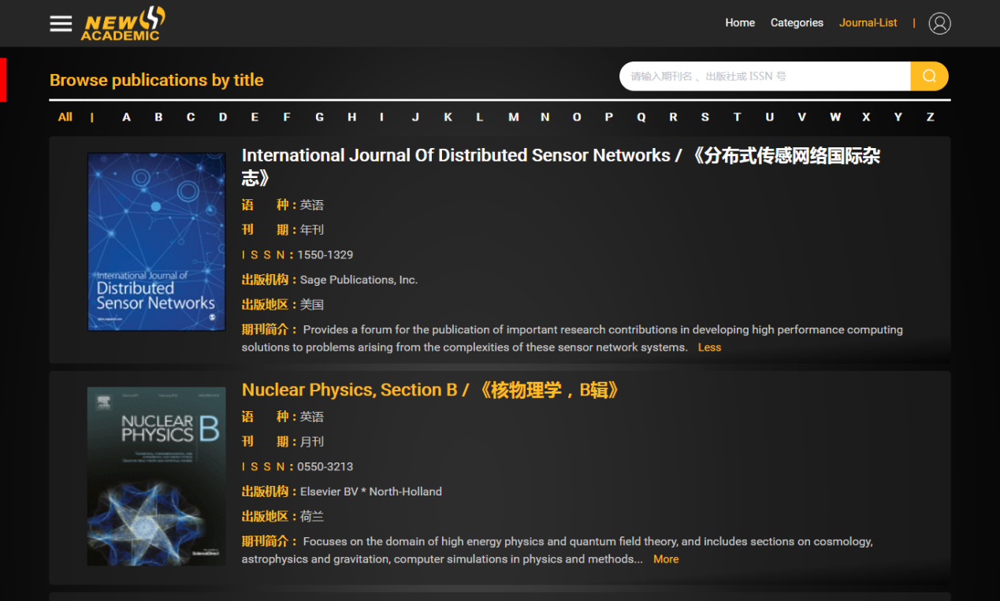 NEW
ACADEMIC
Home Categories Journal-List |
Browse publications by title
请输入期刊名 、出版社或 ISSN 号
All | A B C D E F G H I J K L M N O P Q R S T U V W X Y Z
International Journal of
Distributed
Sensor Networks
International Journal Of Distributed Sensor Networks / 《分布式传感网络国际杂
志》
语 种：英语
刊 期：年刊
I S S N：1550-1329
出版机构：Sage Publications, Inc.
出版地区：美国
期刊简介： Provides a forum for the publication of important research contributions in developing high performance computing
solutions to problems arising from the complexities of these sensor network systems. Less
NUCLEAR
PHYSICS B
ScienceDirect
Nuclear Physics, Section B / 《核物理学，B辑》
语 种：英语
刊 期：月刊
I S S N：0550-3213
出版机构：Elsevier BV * North-Holland
出版地区：荷兰
期刊简介： Focuses on the domain of high energy physics and quantum field theory, and includes sections on cosmology,
astrophysics and gravitation, computer simulations in physics and methods... More